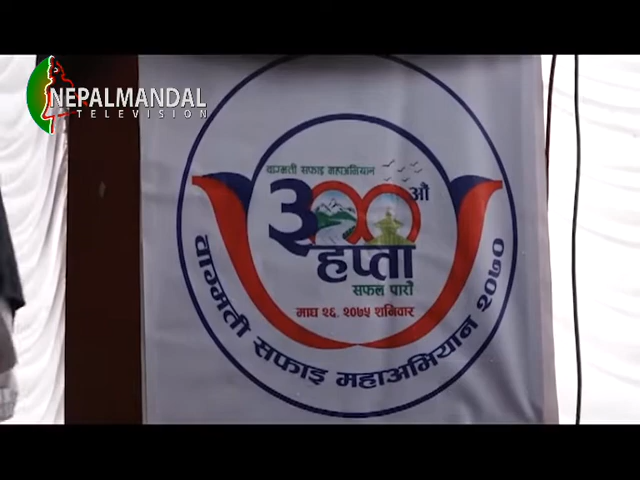 NEPALMANDAL
TELEVISION
वाग्मती सफाइ महाअभियान
३००औं
हप्ता
सफल पारौं
माघ २६, २०७५ शनिवार
वाग्मती सफाइ महाअभियान २०७०